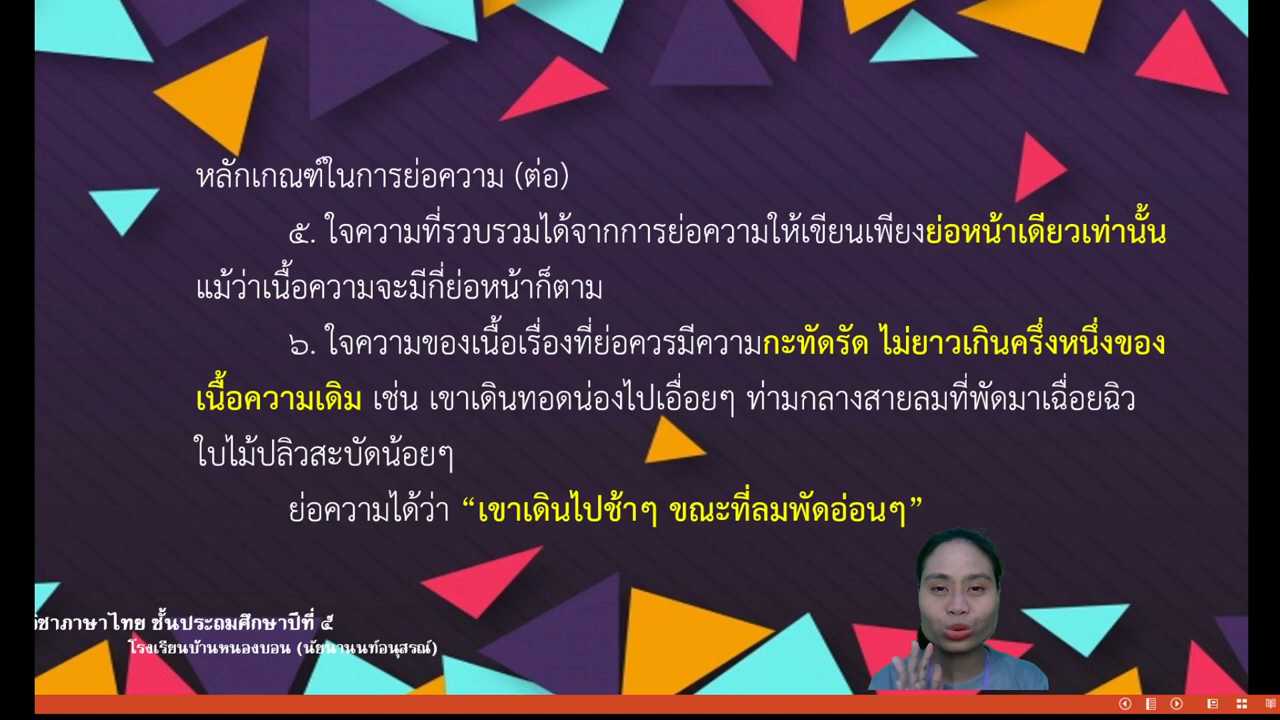 หลักเกณฑ์ในการย่อความ (ต่อ)
๕. ใจความที่รวบรวมได้จากการย่อความให้เขียนเพียงย่อหน้าเดียวเท่านั้น
แม้ว่าเนื้อความจะมีกี่ย่อหน้าก็ตาม
๖. ใจความของเนื้อเรื่องที่ย่อควรมีความกะทัดรัด ไม่ยาวเกินครึ่งหนึ่งของ
เนื้อความเดิม เช่น เขาเดินทอดน่องไปเอื่อยๆ ท่ามกลางสายลมที่พัดมาเฉื่อยฉิว
ใบไม้ปลิวสะบัดน้อยๆ
ย่อความได้ว่า “เขาเดินไปช้าๆ ขณะที่ลมพัดอ่อนๆ”
ชาภาษาไทย ชั้นประถมศึกษาปีที่ ๕
โรงเรียนบ้านหนองบอน (นัยนานนท์อนุสรณ์)